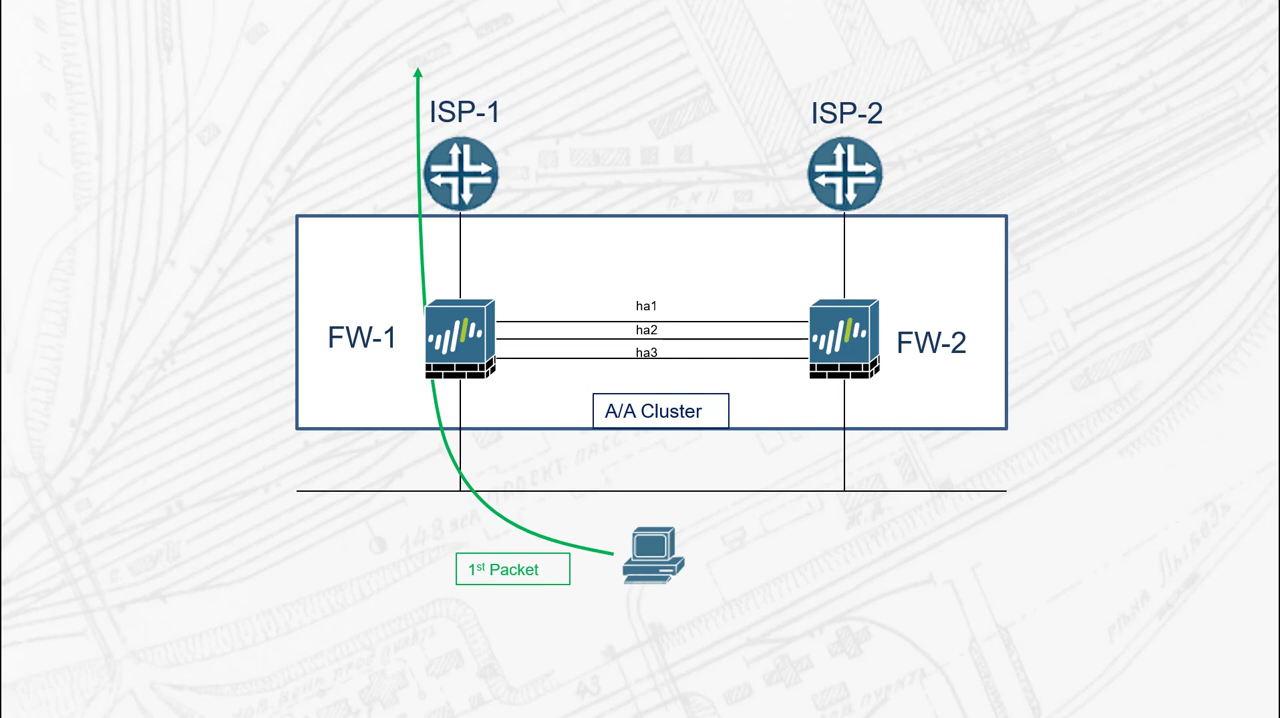 ISP-1
ISP-2
ha1
FW-1
ha2
FW-2
ha3
A/A Cluster
1st Packet